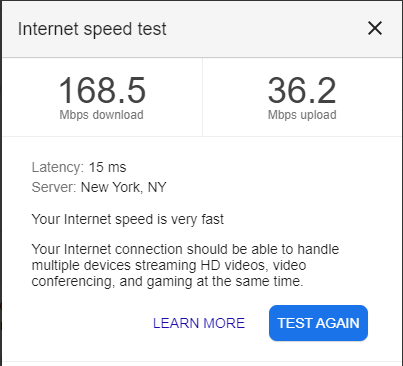 Internet speed test
168.5
Mbps download
36.2
Mbps upload
Latency: 15 ms
Server: New York, NY
Your Internet speed is very fast
Your Internet connection should be able to handle
multiple devices streaming HD videos, video
conferencing, and gaming at the same time.
LEARN MORE
TEST AGAIN